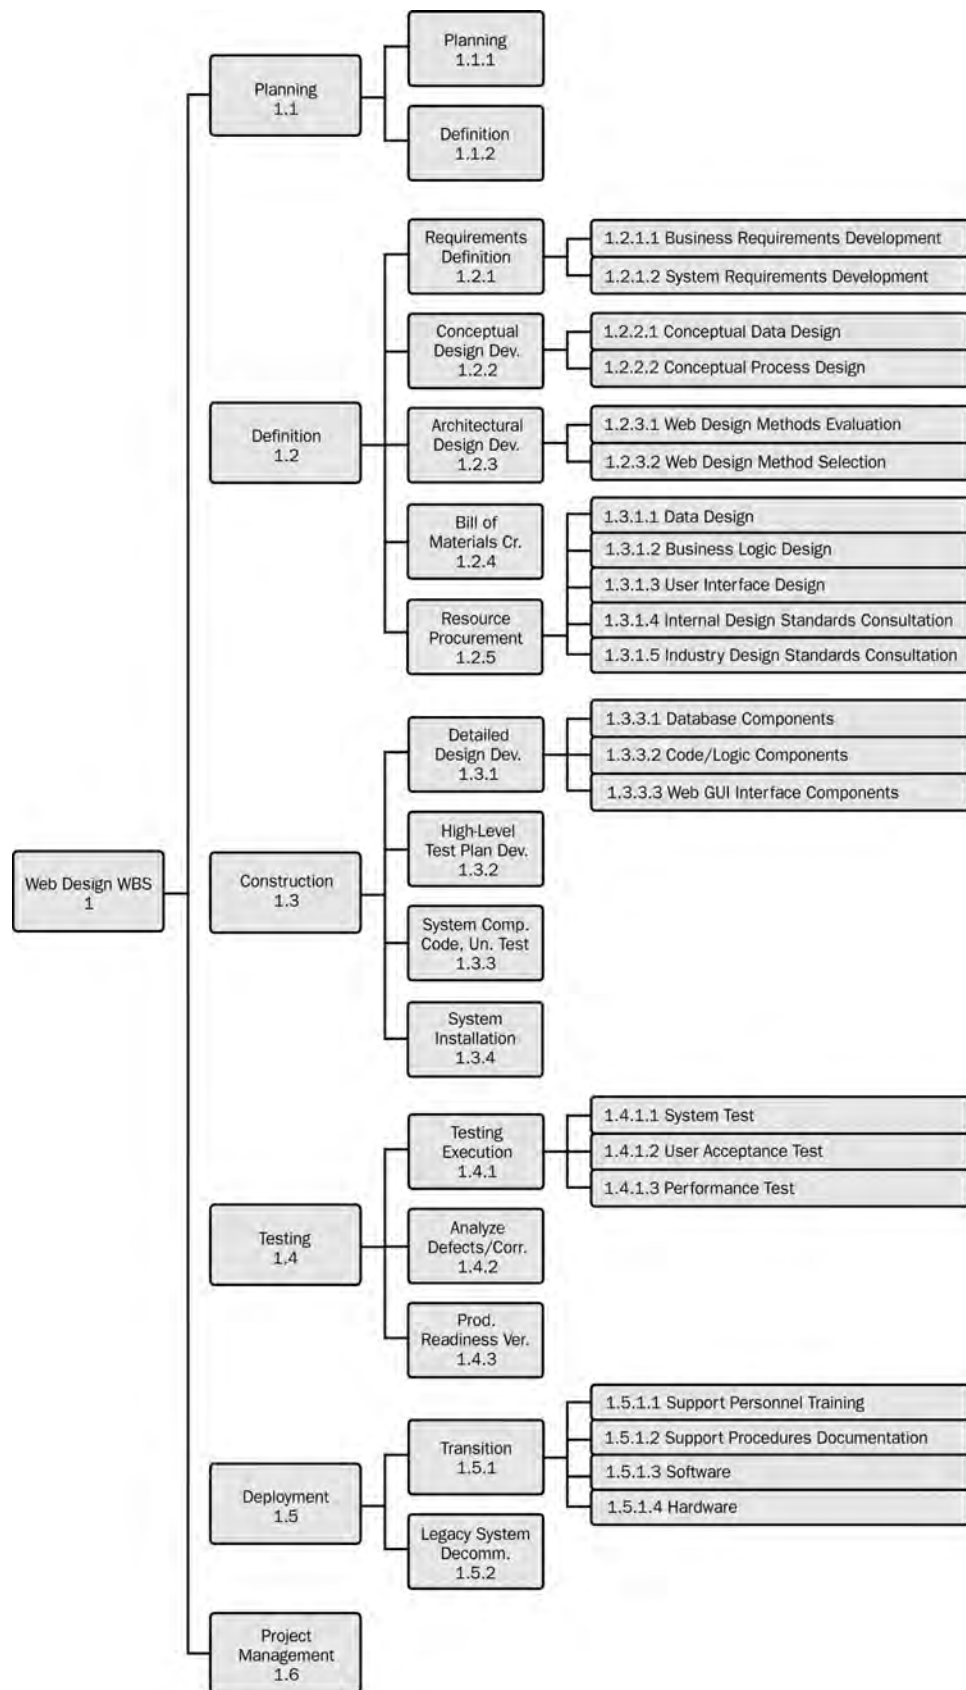 Planning
1.1.1
Planning
1.1
Definition
1.1.2
Requirements
Definition
1.2.1
1.2.1.1 Business Requirements Development
1.2.1.2 System Requirements Development
Conceptual
Design Dev.
1.2.2
1.2.2.1 Conceptual Data Design
1.2.2.2 Conceptual Process Design
Definition
1.2
Architectural
Design Dev.
1.2.3
1.2.3.1 Web Design Methods Evaluation
1.2.3.2 Web Design Method Selection
Bill of
Materials Cr.
1.2.4
Resource
Procurement
1.2.5
1.3.1.1 Data Design
1.3.1.2 Business Logic Design
1.3.1.3 User Interface Design
1.3.1.4 Internal Design Standards Consultation
1.3.1.5 Industry Design Standards Consultation
Detailed
Design Dev.
1.3.1
1.3.3.1 Database Components
1.3.3.2 Code/Logic Components
1.3.3.3 Web GUI Interface Components
High-Level
Test Plan Dev.
1.3.2
Web Design WBS
1
Construction
1.3
System Comp.
Code, Un. Test
1.3.3
System
Installation
1.3.4
Testing
Execution
1.4.1
1.4.1.1 System Test
1.4.1.2 User Acceptance Test
1.4.1.3 Performance Test
Testing
1.4
Analyze
Defects/Corr.
1.4.2
Prod.
Readiness Ver.
1.4.3
Transition
1.5.1
1.5.1.1 Support Personnel Training
1.5.1.2 Support Procedures Documentation
1.5.1.3 Software
1.5.1.4 Hardware
Deployment
1.5
Legacy System
Decomm.
1.5.2
Project
Management
1.6